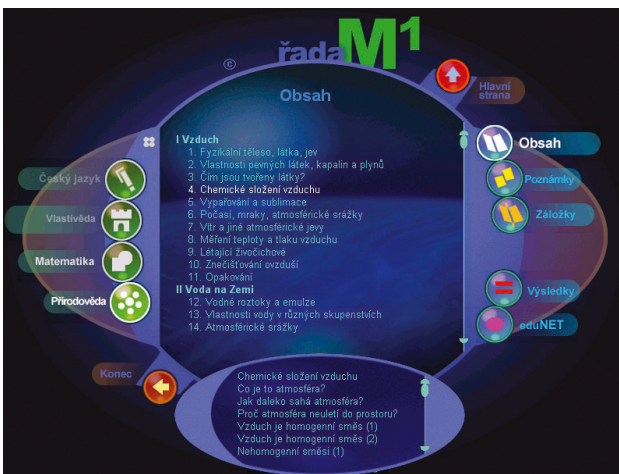 ©
řada M1
Hlavní
strana
Obsah
Český jazyk
Vlastivěda
Matematika
Přírodověda
Konec
I Vzduch
1. Fyzikální těleso, látka, jev
2. Vlastnosti pevných látek, kapalin a plynů
3. Čím jsou tvořeny látky?
4. Chemické složení vzduchu
5. Vypařování a sublimace
6. Počasí, mraky, atmosférické srážky
7. Vítr a jiné atmosférické jevy
8. Měření teploty a tlaku vzduchu
9. Létající živočichové
10. Znečišťování ovzduší
11. Opakování
II Voda na Zemi
12. Vodné roztoky a emulze
13. Vlastnosti vody v různých skupenstvích
14. Atmosférické srážky
Obsah
Poznámky
Záložky
Výsledky
eduNET
Chemické složení vzduchu
Co je to atmosféra?
Jak daleko sahá atmosféra?
Proč atmosféra neuletí do prostoru?
Vzduch je homogenní směs (1)
Vzduch je homogenní směs (2)
Nehomogenní směsi (1)